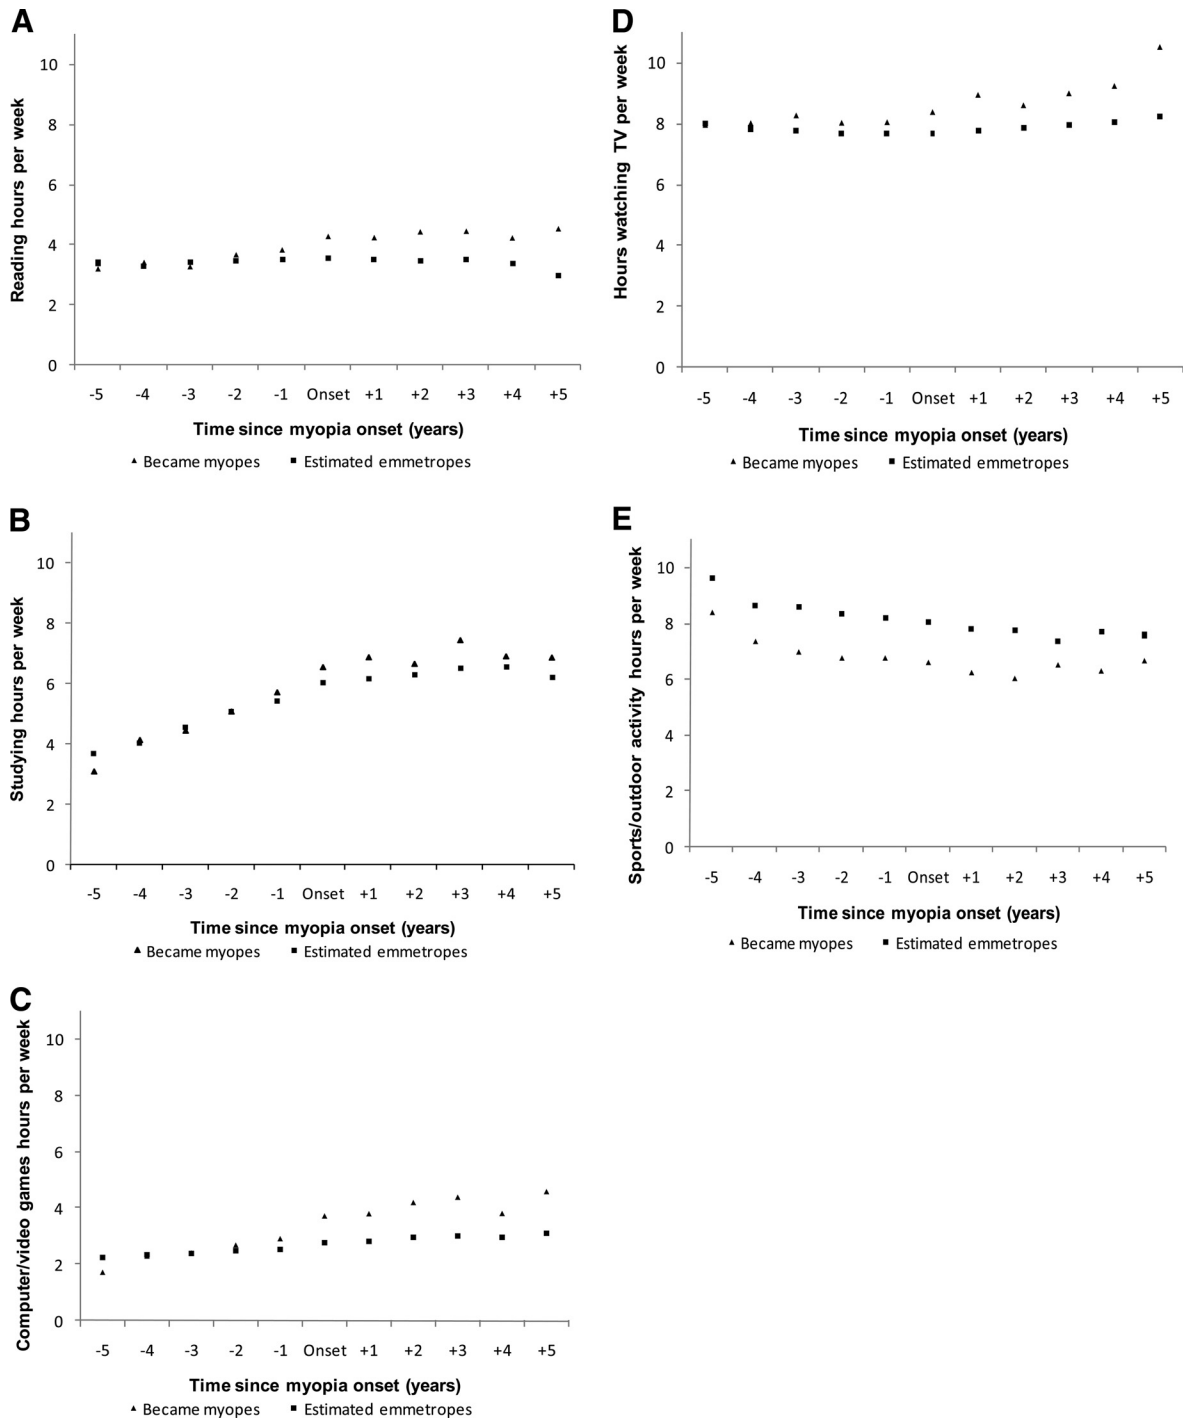 A
Reading hours per week
10
8
6
4
2
0
-5 -4 -3 -2 -1 Onset +1 +2 +3 +4 +5
Time since myopia onset (years)
Became myopes Estimated emmetropes
B
Studying hours per week
10
8
6
4
2
0
-5 -4 -3 -2 -1 Onset +1 +2 +3 +4 +5
Time since myopia onset (years)
Became myopes Estimated emmetropes
C
Computer/video games hours per week
10
8
6
4
2
0
-5 -4 -3 -2 -1 Onset +1 +2 +3 +4 +5
Time since myopia onset (years)
Became myopes Estimated emmetropes
D
Hours watching TV per week
10
8
6
4
2
0
-5 -4 -3 -2 -1 Onset +1 +2 +3 +4 +5
Time since myopia onset (years)
Became myopes Estimated emmetropes
E
Sports/outdoor activity hours per week
10
8
6
4
2
0
-5 -4 -3 -2 -1 Onset +1 +2 +3 +4 +5
Time since myopia onset (years)
Became myopes Estimated emmetropes